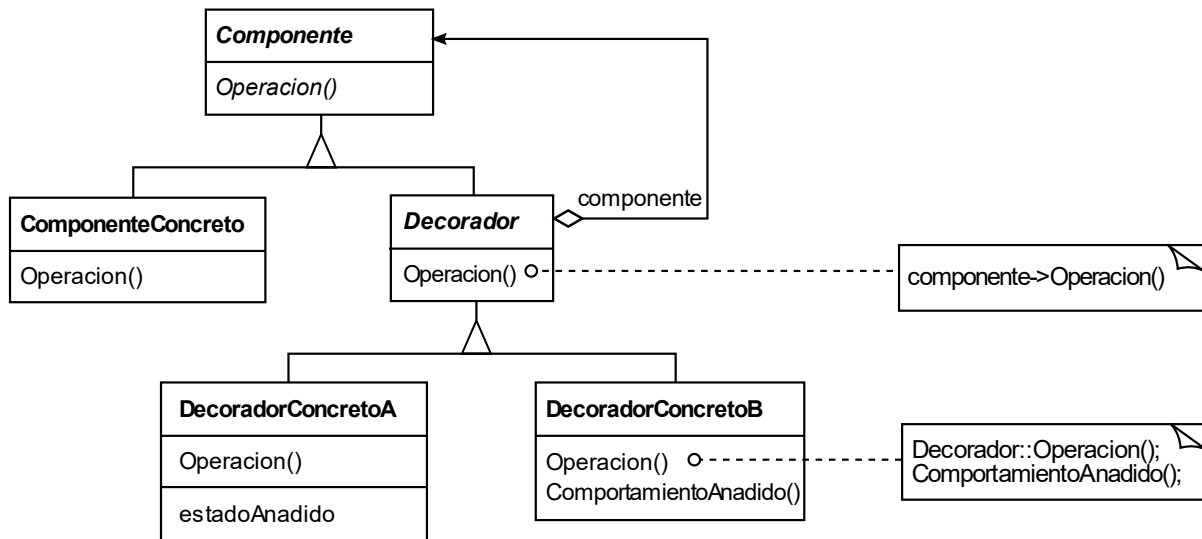 Componente
Operacion()
componente
ComponenteConcreto
Operacion()
Decorador
Operacion()
componente->Operacion()
DecoradorConcretoA
Operacion()
estadoAnadido
DecoradorConcretoB
Operacion()
ComportamientoAnadido()
Decorador::Operacion();
ComportamientoAnadido();